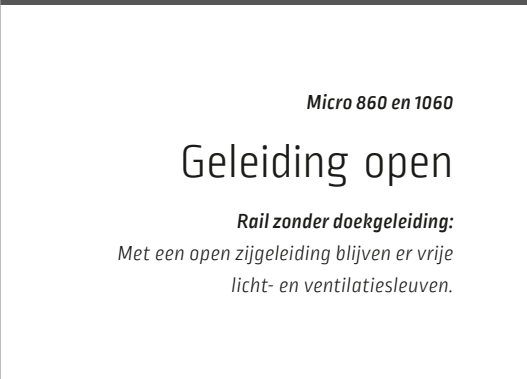 Micro 860 en 1060
Geleiding open
Rail zonder doekgeleiding:
Met een open zijgeleiding blijven er vrije
licht- en ventilatiesleuven.